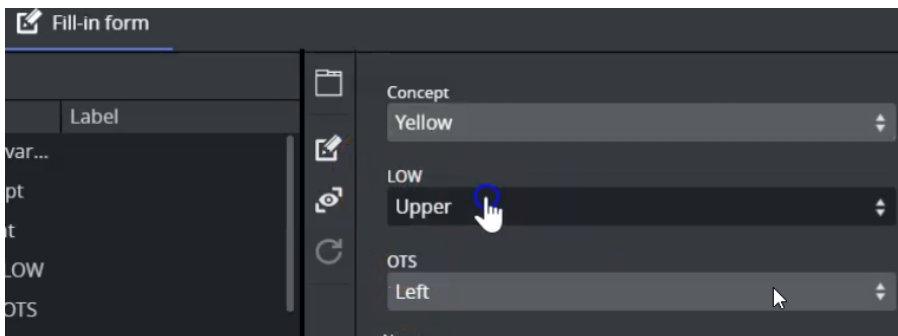 Fill-in form
Label
var...
pt
t
LOW
OTS
Concept
Yellow
LOW
Upper
OTS
Left